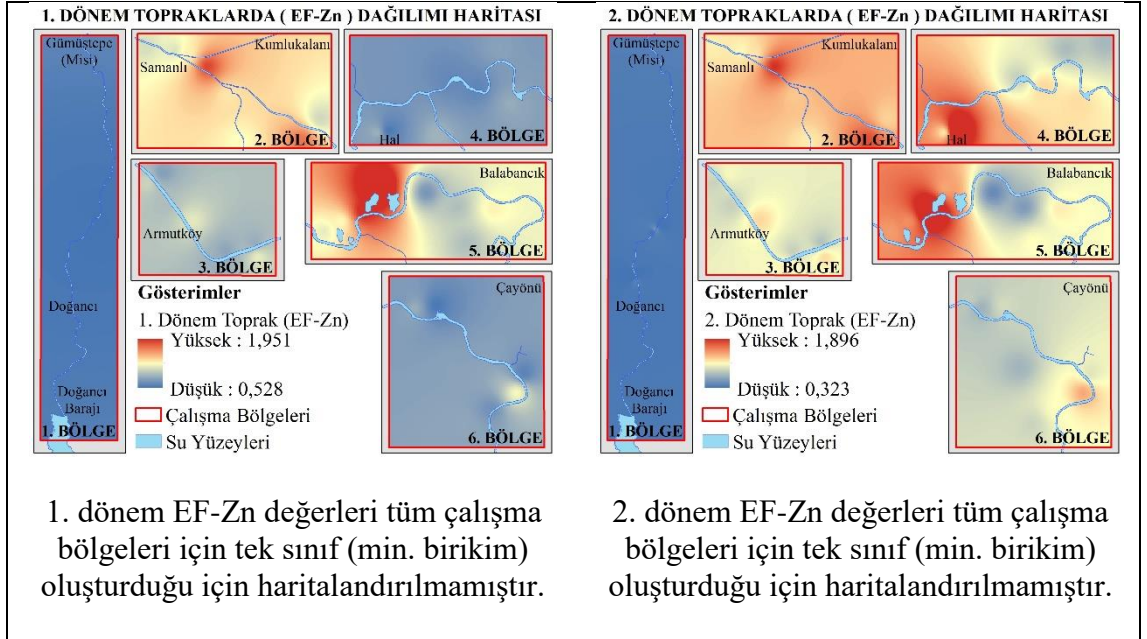 1. DÖNEM TOPRAKLARDA ( EF-Zn ) DAĞILIMI HARİTASI
Gümüştepe
(Misi)
Doğancı
Doğancı
Barajı
1. BÖLGE
Kumlukalanı
Samanlı
2. BÖLGE
Hal
4. BÖLGE
Armutköy
3. BÖLGE
Balabancık
5. BÖLGE
Çayönü
6. BÖLGE
Gösterimler
1. Dönem Toprak (EF-Zn)
Yüksek : 1,951
Düşük : 0,528
Çalışma Bölgeleri
Su Yüzeyleri
1. dönem EF-Zn değerleri tüm çalışma
bölgeleri için tek sınıf (min. birikim)
oluşturduğu için haritalandırılmamıştır.
2. DÖNEM TOPRAKLARDA ( EF-Zn ) DAĞILIMI HARİTASI
Gümüştepe
(Misi)
Doğancı
Doğancı
Barajı
1. BÖLGE
Kumlukalanı
Samanlı
2. BÖLGE
Hal
4. BÖLGE
Armutköy
3. BÖLGE
Balabancık
5. BÖLGE
Çayönü
6. BÖLGE
Gösterimler
2. Dönem Toprak (EF-Zn)
Yüksek : 1,896
Düşük : 0,323
Çalışma Bölgeleri
Su Yüzeyleri
2. dönem EF-Zn değerleri tüm çalışma
bölgeleri için tek sınıf (min. birikim)
oluşturduğu için haritalandırılmamıştır.